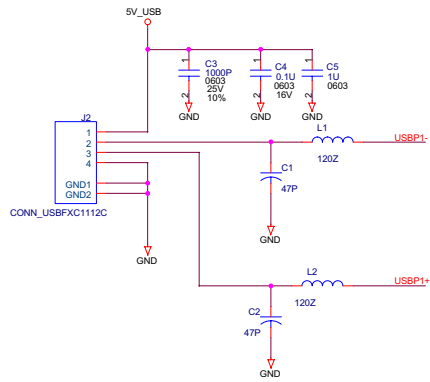 5V_USB
1
C3
1000P
0603
25V
10%
2
GND
1
C4
0.1U
0603
16V
2
GND
1
C5
1U
0603
2
GND
J2
1
2
3
4
GND1
GND2
CONN_USBFXC1112C
GND
L1
120Z
USBP1-
C1
47P
GND
L2
120Z
USBP1+
C2
47P
GND